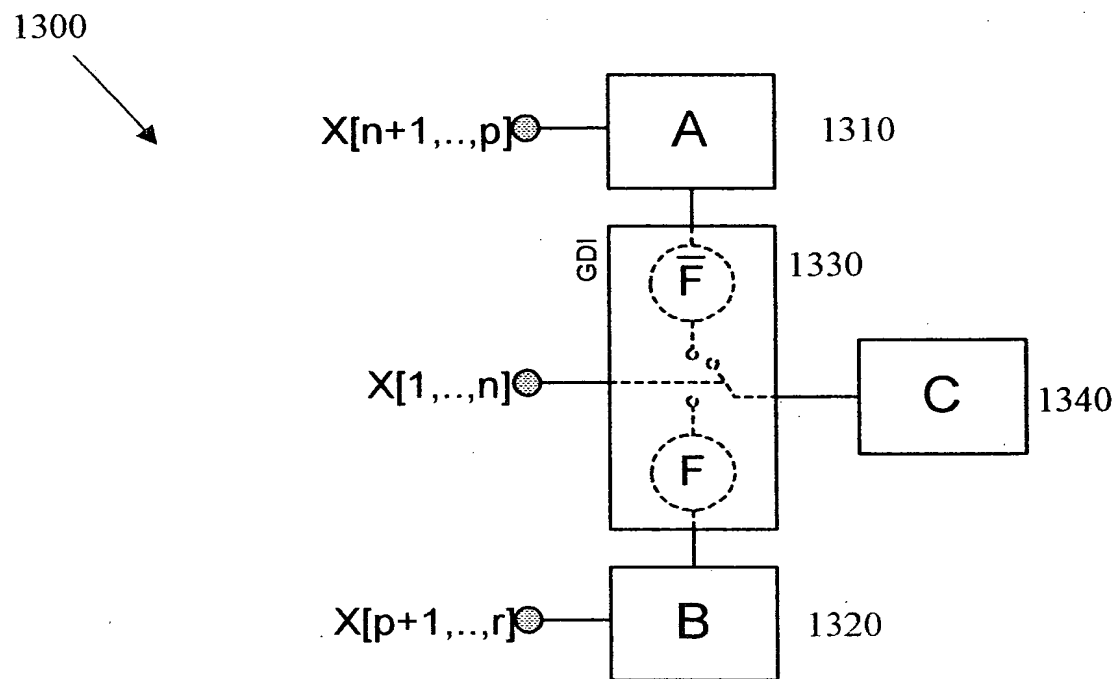 1300
X[n+1,..,p]
A
1310
GDI
F̅
1330
X[1,..,n]
C
1340
F
X[p+1,..,r]
B
1320